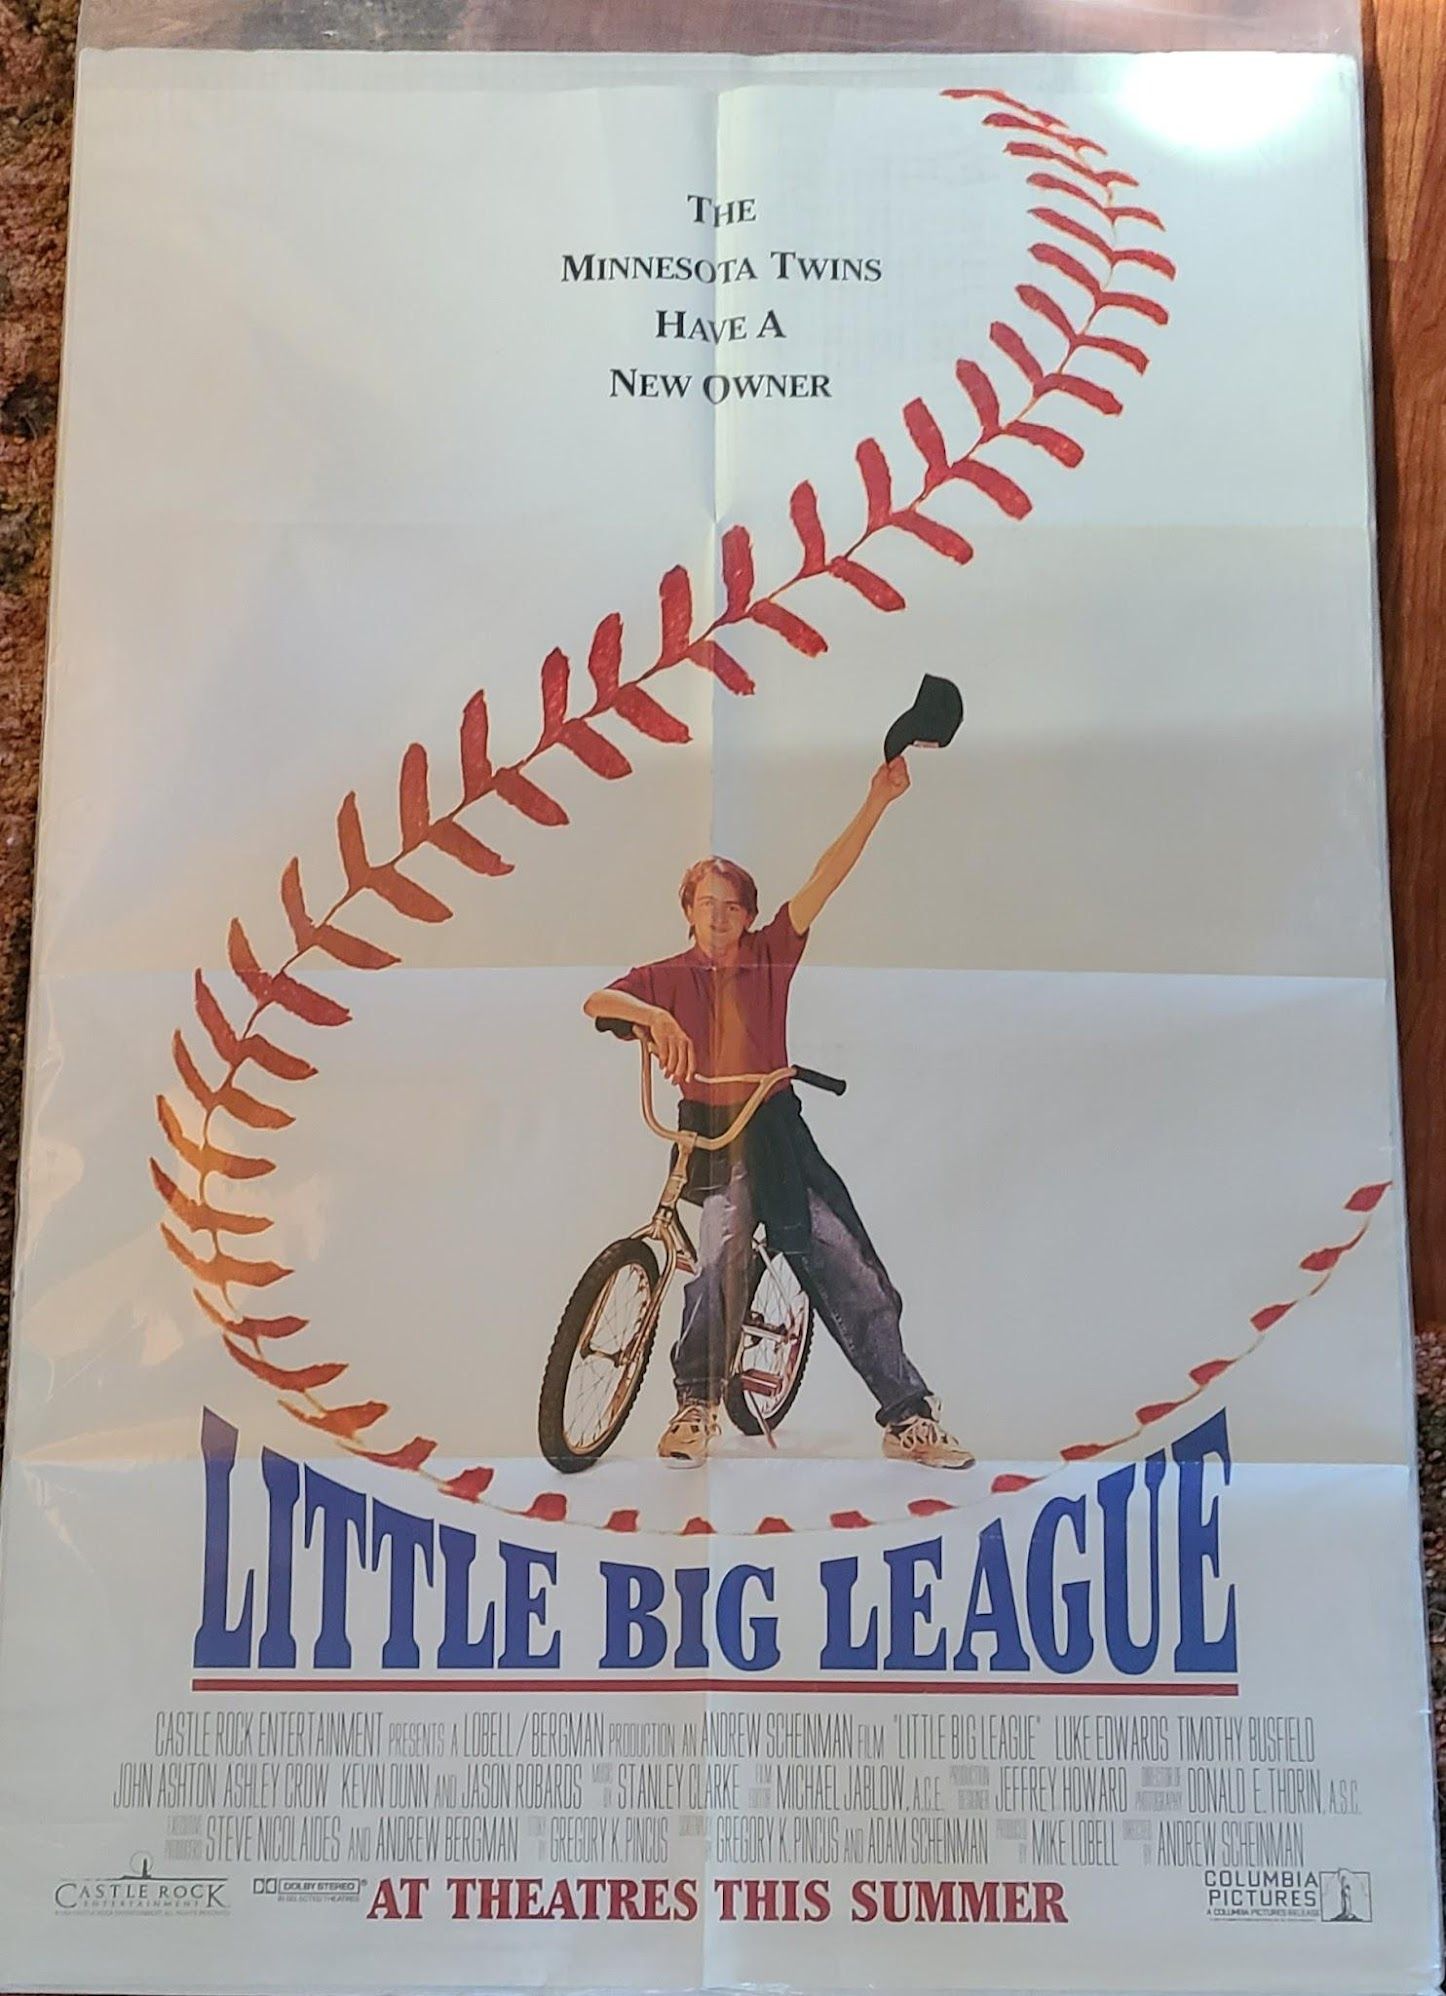 THE
MINNESOTA TWINS
HAVE A
NEW OWNER
LITTLE BIG LEAGUE
CASTLE ROCK ENTERTAINMENT PRESENTS A LOBELL/BERGMAN PRODUCTION AN ANDREW SCHEINMAN FILM "LITTLE BIG LEAGUE" LUKE EDWARDS TIMOTHY BUSFIELD
JOHN ASHTON ASHLEY CROW KEVIN DUNN AND JASON ROBARDS MUSIC BY STANLEY CLARKE FILM EDITOR MICHAEL JABLOW, A.C.E. PRODUCTION DESIGNER JEFFREY HOWARD DIRECTOR OF PHOTOGRAPHY DONALD E. THORIN, A.S.C.
EXECUTIVE PRODUCERS STEVE NICOLAIDES AND ANDREW BERGMAN STORY BY GREGORY K. PINCUS SCREENPLAY BY GREGORY K. PINCUS AND ADAM SCHEINMAN PRODUCED BY MIKE LOBELL DIRECTED BY ANDREW SCHEINMAN
CASTLE ROCK
ENTERTAINMENT
DOLBY STEREO
IN SELECTED THEATRES
AT THEATRES THIS SUMMER
COLUMBIA
PICTURES
A COLUMBIA PICTURES RELEASE